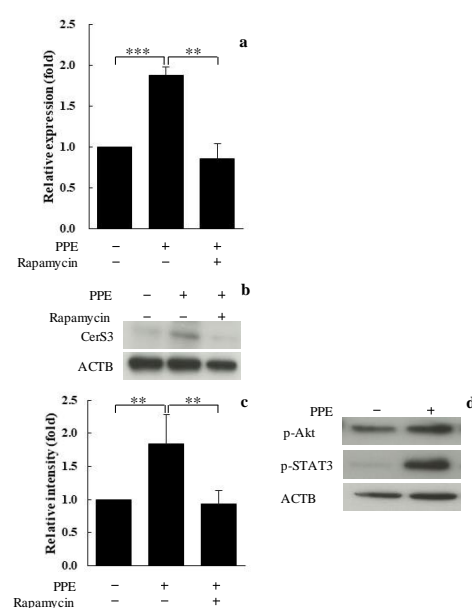 a
*** **
Relative expression (fold)
2.5
2.0
1.5
1.0
0.5
0.0
PPE − + +
Rapamycin − − +
b
PPE − + +
Rapamycin − − +
CerS3
ACTB
c
** **
Relative intensity (fold)
2.5
2.0
1.5
1.0
0.5
0.0
PPE − + +
Rapamycin − − +
d
PPE − +
p-Akt
p-STAT3
ACTB